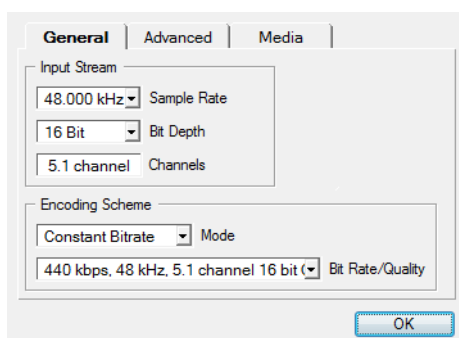 General Advanced Media
Input Stream
48.000 kHz Sample Rate
16 Bit Bit Depth
5.1 channel Channels
Encoding Scheme
Constant Bitrate Mode
440 kbps, 48 kHz, 5.1 channel 16 bit ( Bit Rate/Quality
OK